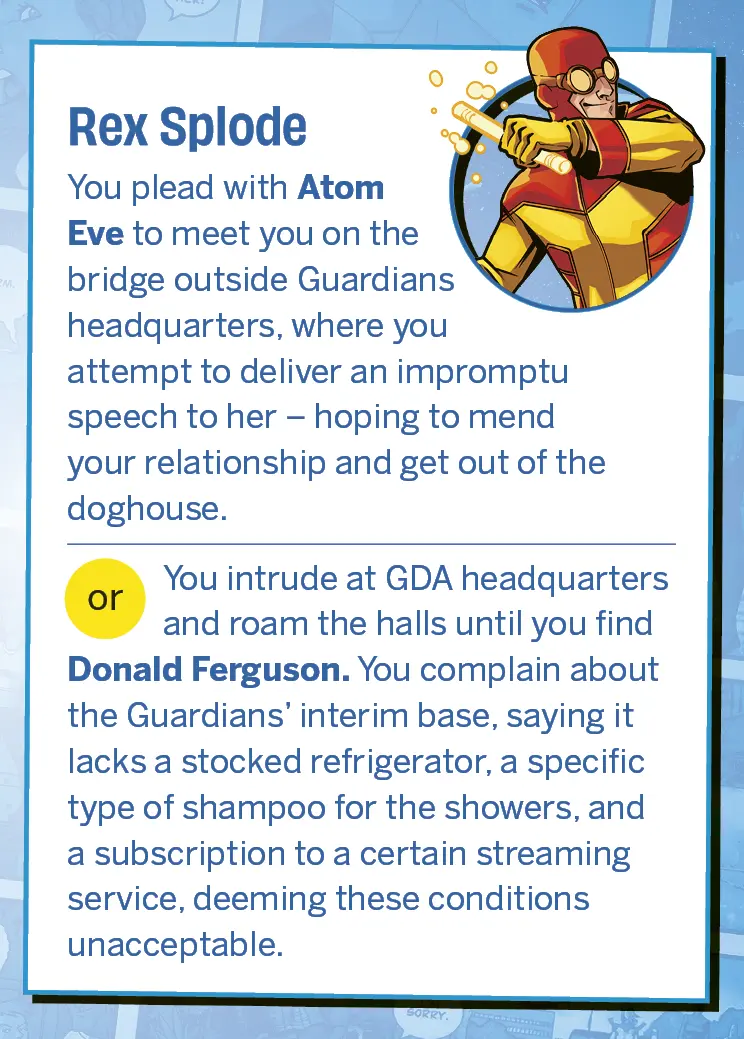 Rex Splode
You plead with Atom
Eve to meet you on the
bridge outside Guardians
headquarters, where you
attempt to deliver an impromptu
speech to her – hoping to mend
your relationship and get out of the
doghouse.
or
You intrude at GDA headquarters
and roam the halls until you find
Donald Ferguson. You complain about
the Guardians’ interim base, saying it
lacks a stocked refrigerator, a specific
type of shampoo for the showers, and
a subscription to a certain streaming
service, deeming these conditions
unacceptable.
SORRY.